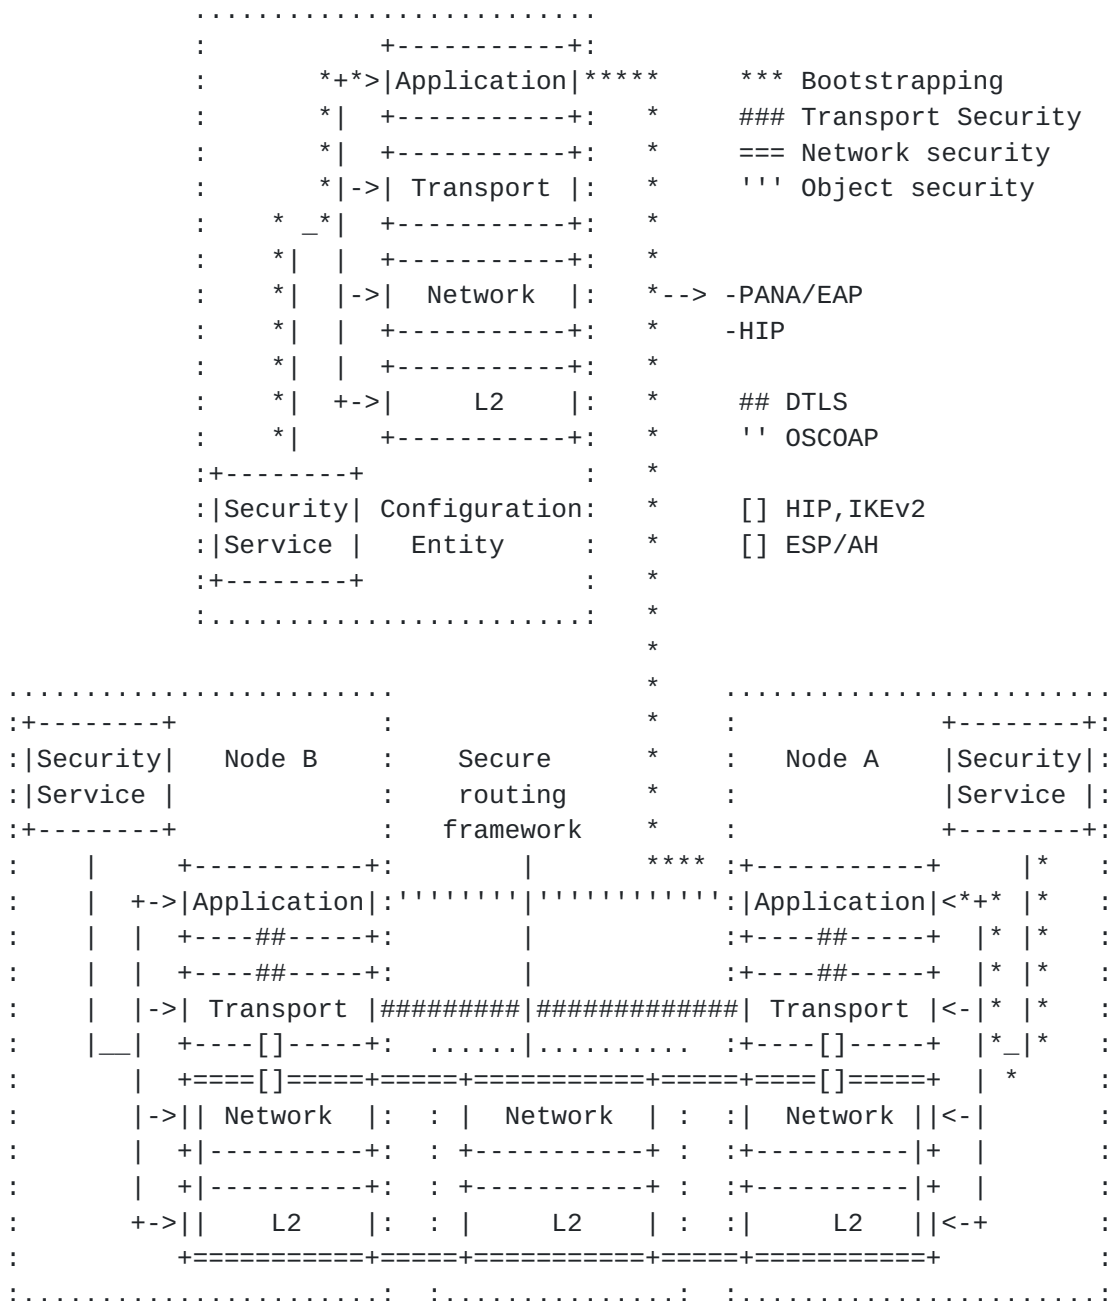 .........................
            :           +-----------+:
            :       *+*>|Application|*****     *** Bootstrapping
            :       *|  +-----------+:   *     ### Transport Security
            :       *|  +-----------+:   *     === Network security
            :       *|->| Transport |:   *     ''' Object security
            :    * _*|  +-----------+:   *
            :    *|  |  +-----------+:   *
            :    *|  |->|  Network  |:   *--> -PANA/EAP
            :    *|  |  +-----------+:   *    -HIP
            :    *|  |  +-----------+:   *
            :    *|  +->|     L2    |:   *     ## DTLS
            :    *|     +-----------+:   *     '' OSCOAP
            :+--------+              :   *
            :|Security| Configuration:   *     [] HIP,IKEv2
            :|Service |   Entity     :   *     [] ESP/AH
            :+--------+              :   *
            :........................:   *
                                         *
.........................                *    .........................
:+--------+             :                *    :             +--------+:
:|Security|   Node B    :    Secure      *    :   Node A    |Security|:
:|Service |             :    routing     *    :             |Service |:
:+--------+             :   framework    *    :             +--------+:
:    |     +-----------+:        |       **** :+-----------+     |*   :
:    |  +->|Application|:''''''''|'''''''''''':|Application|<*+* |*   :
:    |  |  +----##-----+:        |            :+----##-----+  |* |*   :
:    |  |  +----##-----+:        |            :+----##-----+  |* |*   :
:    |  |->| Transport |#########|#############| Transport |<-|* |*   :
:    |__|  +----[]-----+:  ......|..........  :+----[]-----+  |*_|*   :
:       |  +====[]=====+=====+===========+=====+====[]=====+  | *     :
:       |->|| Network  |:  : |  Network  | :  :|  Network ||<-|       :
:       |  +|----------+:  : +-----------+ :  :+----------|+  |       :
:       |  +|----------+:  : +-----------+ :  :+----------|+  |       :
:       +->||    L2    |:  : |     L2    | :  :|     L2   ||<-+       :
:          +===========+=====+===========+=====+===========+          :
:.......................:  :...............:  :.......................: